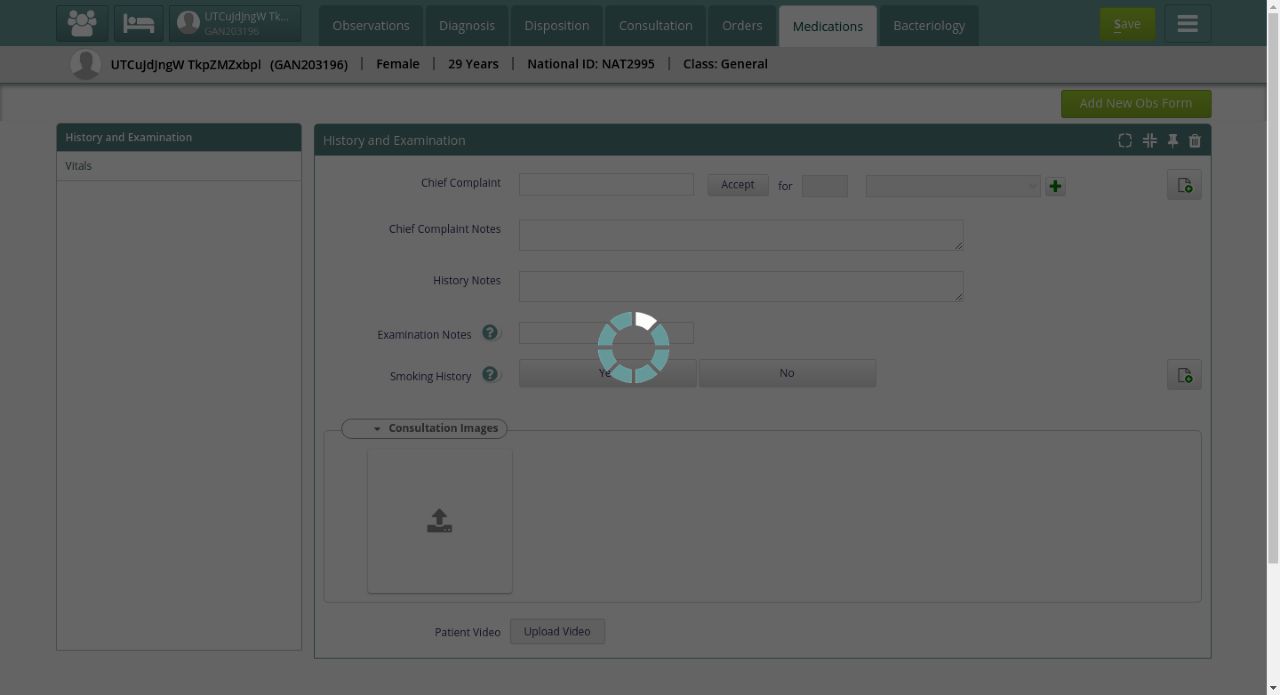 UTCuJdJngW Tk...
GAN203196
Observations
Diagnosis
Disposition
Consultation
Orders
Medications
Bacteriology
Save
UTCuJdJngW TkpZMZxbpl (GAN203196) | Female | 29 Years | National ID: NAT2995 | Class: General
Add New Obs Form
History and Examination
Vitals
History and Examination
Chief Complaint
Accept
for
Chief Complaint Notes
History Notes
Examination Notes
Smoking History
Ye
No
Consultation Images
Patient Video
Upload Video